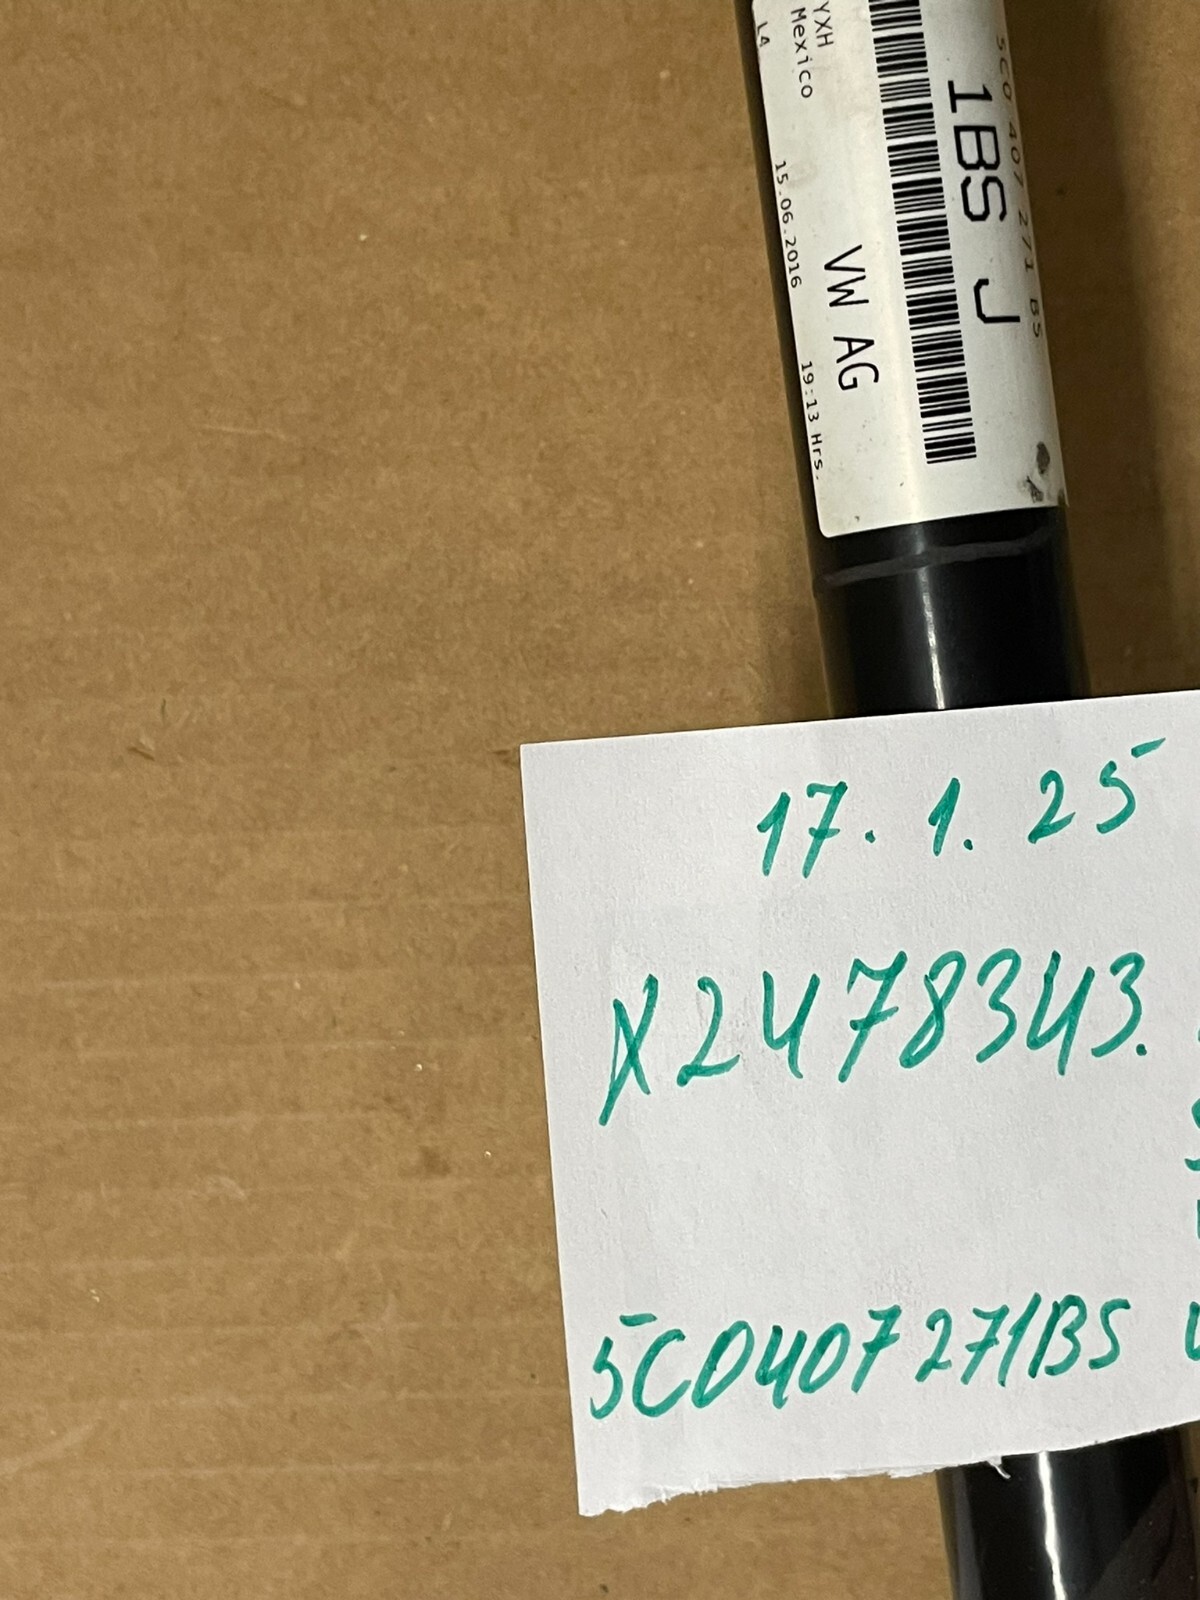 5C0 407 271 BS
1BS J
VW AG
YXH
Mexico
L4
15.06.2016 19:13 Hrs.
17.1.25
X2478343.
5C0407271BS